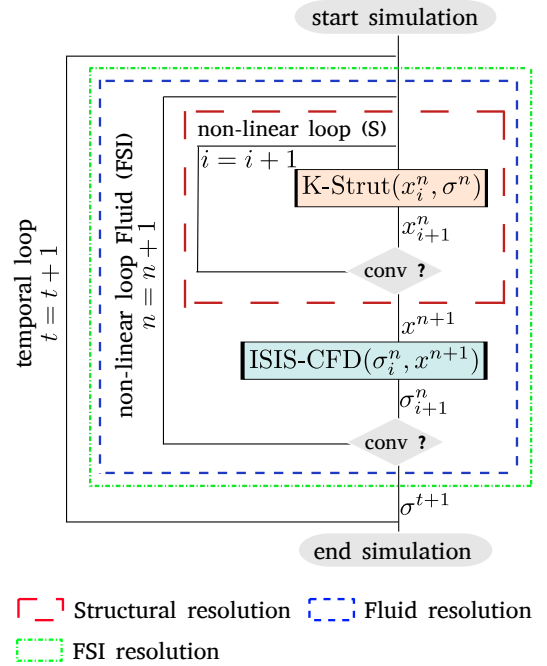 start simulation
temporal loop
t = t + 1
non-linear loop Fluid (FSI)
n = n + 1
non-linear loop (S)
i = i + 1
K-Strut(x_i^n, σ^n)
x_{i+1}^n
conv ?
x^{n+1}
ISIS-CFD(σ_i^n, x^{n+1})
σ_{i+1}^n
conv ?
σ^{t+1}
end simulation
Structural resolution
Fluid resolution
FSI resolution